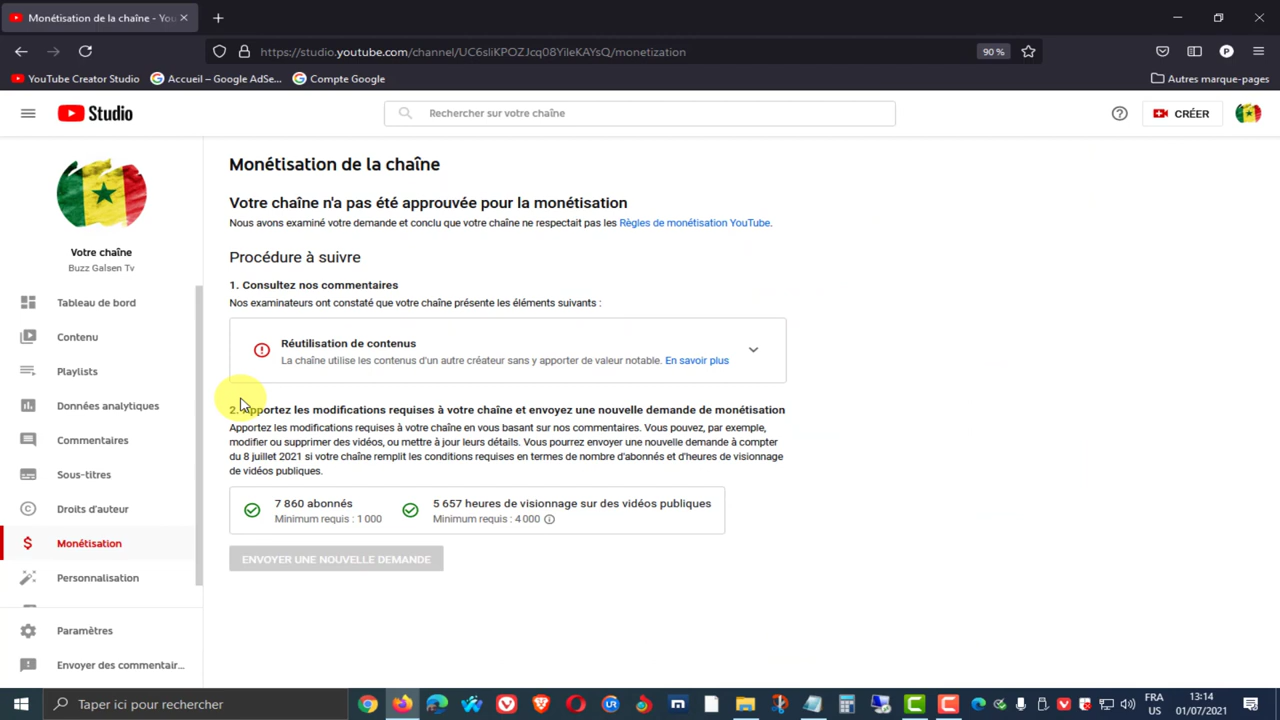 Monétisation de la chaîne - You
https://studio.youtube.com/channel/UC6sliKPOZJcq08YileKAYsQ/monetization
90 %
YouTube Creator Studio
Accueil – Google AdSe...
Compte Google
Autres marque-pages
Studio
Rechercher sur votre chaîne
CRÉER
Votre chaîne
Buzz Galsen Tv
Tableau de bord
Contenu
Playlists
Données analytiques
Commentaires
Sous-titres
Droits d'auteur
Monétisation
Personnalisation
Paramètres
Envoyer des commentair...
Monétisation de la chaîne
Votre chaîne n'a pas été approuvée pour la monétisation
Nous avons examiné votre demande et conclu que votre chaîne ne respectait pas les Règles de monétisation YouTube.
Procédure à suivre
1. Consultez nos commentaires
Nos examinateurs ont constaté que votre chaîne présente les éléments suivants :
Réutilisation de contenus
La chaîne utilise les contenus d'un autre créateur sans y apporter de valeur notable. En savoir plus
2. Apportez les modifications requises à votre chaîne et envoyez une nouvelle demande de monétisation
Apportez les modifications requises à votre chaîne en vous basant sur nos commentaires. Vous pouvez, par exemple,
modifier ou supprimer des vidéos, ou mettre à jour leurs détails. Vous pourrez envoyer une nouvelle demande à compter
du 8 juillet 2021 si votre chaîne remplit les conditions requises en termes de nombre d'abonnés et d'heures de visionnage
de vidéos publiques.
7 860 abonnés
Minimum requis : 1 000
5 657 heures de visionnage sur des vidéos publiques
Minimum requis : 4 000
ENVOYER UNE NOUVELLE DEMANDE
Taper ici pour rechercher
FRA
US
13:14
01/07/2021